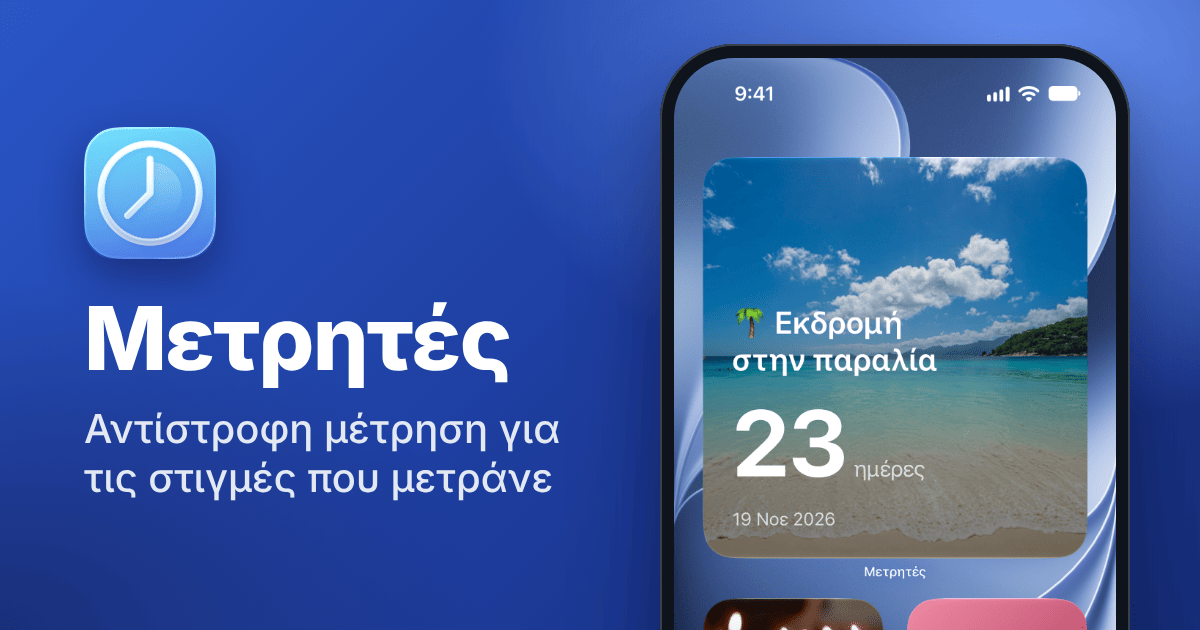 Μετρητές
Αντίστροφη μέτρηση για
τις στιγμές που μετράνε
9:41
🌴 Εκδρομή
στην παραλία
23 ημέρες
19 Νοε 2026
Μετρητές